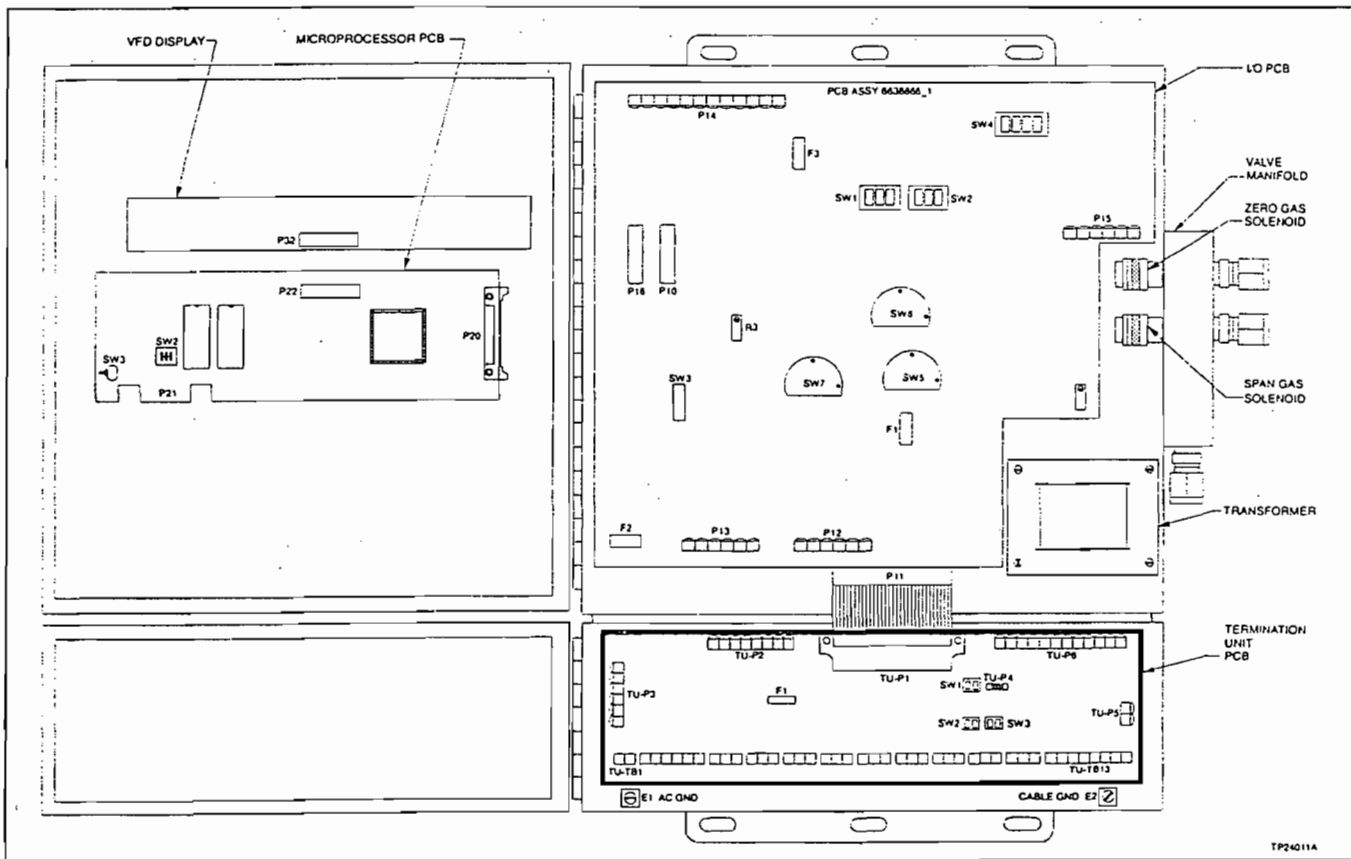 VFD DISPLAY
MICROPROCESSOR PCB
I/O PCB
PCB ASSY 6638666_1
P14
SW4
F3
VALVE
MANIFOLD
SW1
SW2
ZERO GAS
SOLENOID
P15
P32
P22
P16
P10
SW6
R3
P20
SW2
SW3
P21
SW3
SW7
SW5
SPAN GAS
SOLENOID
F1
TRANSFORMER
F2
P13
P12
P11
TERMINATION
UNIT
PCB
TU-P2
TU-P1
TU-P6
SW1
TU-P4
TU-P3
F1
TU-P5
SW2
SW3
TU-TB1
TU-TB13
E1 AC GND
CABLE GND E2
TP24011A